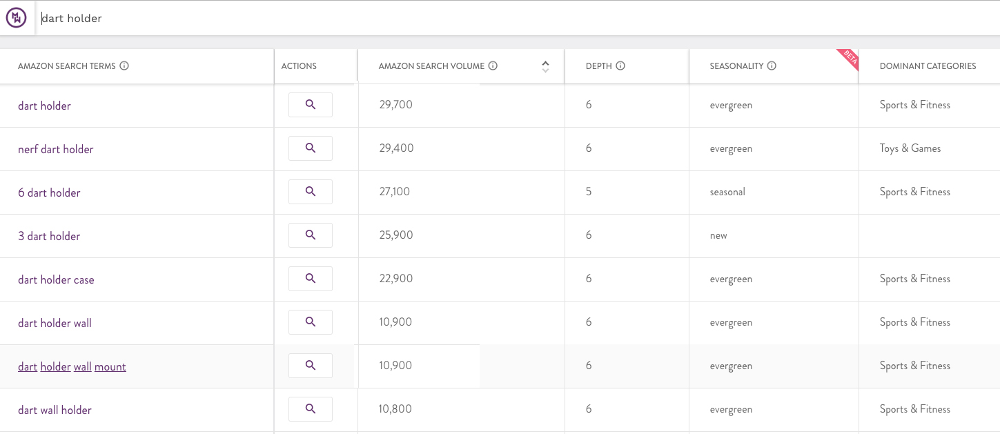 MW dart holder
AMAZON SEARCH TERMS ACTIONS AMAZON SEARCH VOLUME DEPTH SEASONALITY BETA DOMINANT CATEGORIES
dart holder 29,700 6 evergreen Sports & Fitness
nerf dart holder 29,400 6 evergreen Toys & Games
6 dart holder 27,100 5 seasonal Sports & Fitness
3 dart holder 25,900 6 new
dart holder case 22,900 6 evergreen Sports & Fitness
dart holder wall 10,900 6 evergreen Sports & Fitness
dart holder wall mount 10,900 6 evergreen Sports & Fitness
dart wall holder 10,800 6 evergreen Sports & Fitness